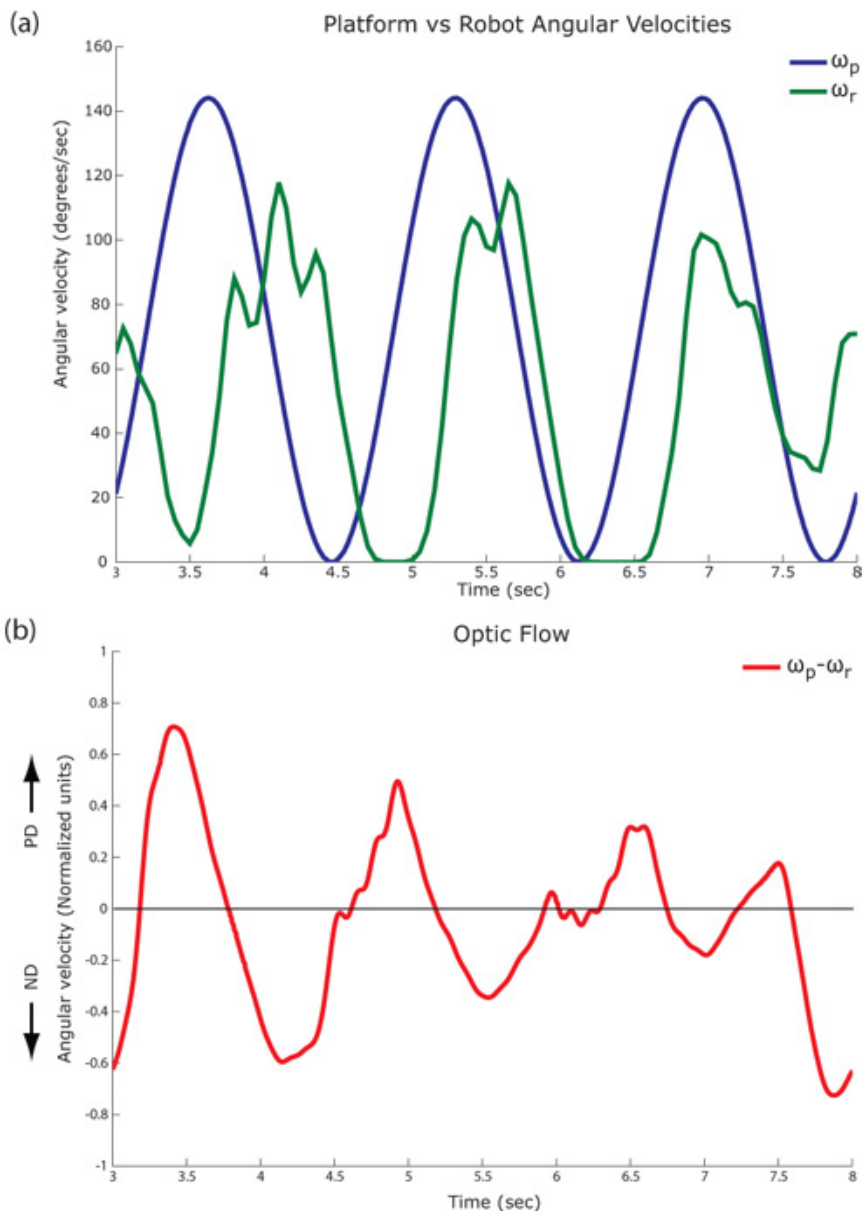 (a)
Platform vs Robot Angular Velocities
ωp
ωr
Angular velocity (degrees/sec)
160
140
120
100
80
60
40
20
0
3 3.5 4 4.5 5 5.5 6 6.5 7 7.5 8
Time (sec)
(b)
Optic Flow
ωp-ωr
PD
ND
Angular velocity (Normalized units)
1
0.8
0.6
0.4
0.2
0
-0.2
-0.4
-0.6
-0.8
-1
3 3.5 4 4.5 5 5.5 6 6.5 7 7.5 8
Time (sec)